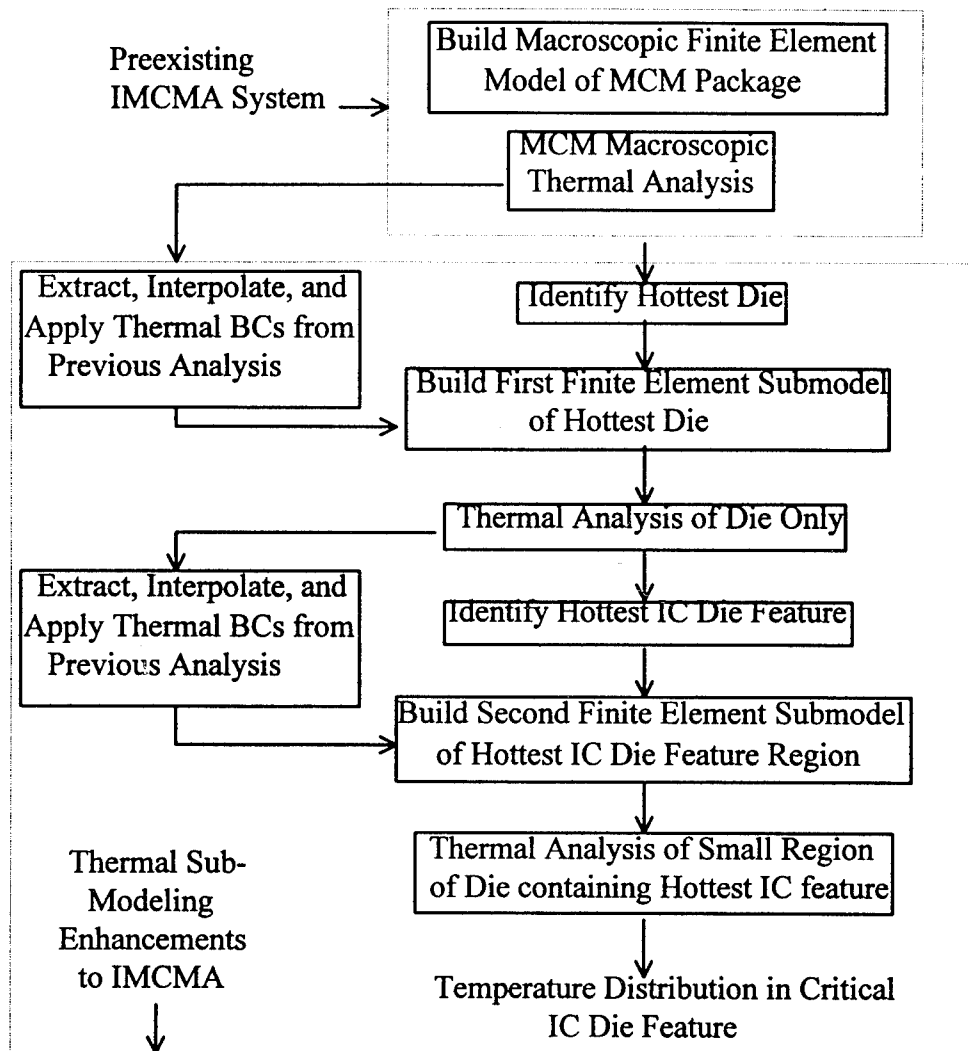 Preexisting
IMCMA System
Build Macroscopic Finite Element
Model of MCM Package
MCM Macroscopic
Thermal Analysis
Extract, Interpolate, and
Apply Thermal BCs from
Previous Analysis
Identify Hottest Die
Build First Finite Element Submodel
of Hottest Die
Thermal Analysis of Die Only
Extract, Interpolate, and
Apply Thermal BCs from
Previous Analysis
Identify Hottest IC Die Feature
Build Second Finite Element Submodel
of Hottest IC Die Feature Region
Thermal Analysis of Small Region
of Die containing Hottest IC feature
Thermal Sub-
Modeling
Enhancements
to IMCMA
Temperature Distribution in Critical
IC Die Feature